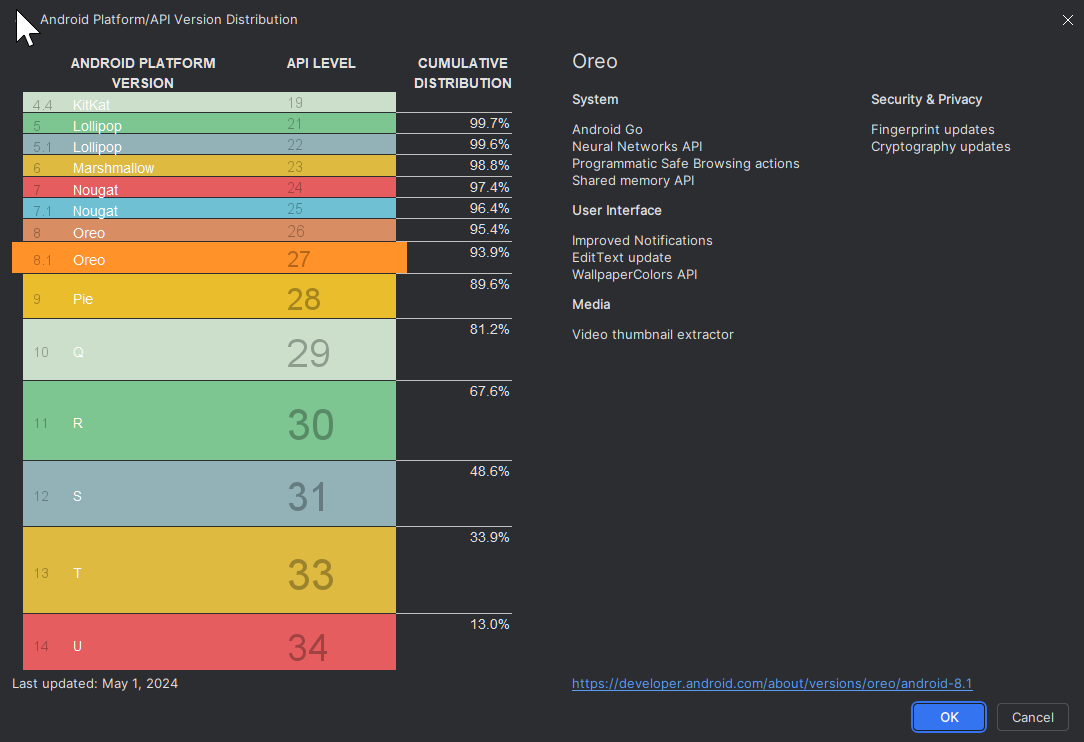 Android Platform/API Version Distribution
ANDROID PLATFORM VERSION API LEVEL CUMULATIVE DISTRIBUTION
4.4 KitKat 19
5 Lollipop 21 99.7%
5.1 Lollipop 22 99.6%
6 Marshmallow 23 98.8%
7 Nougat 24 97.4%
7.1 Nougat 25 96.4%
8 Oreo 26 95.4%
8.1 Oreo 27 93.9%
9 Pie 28 89.6%
10 Q 29 81.2%
11 R 30 67.6%
12 S 31 48.6%
13 T 33 33.9%
14 U 34 13.0%
Last updated: May 1, 2024
Oreo
System
Android Go
Neural Networks API
Programmatic Safe Browsing actions
Shared memory API
User Interface
Improved Notifications
EditText update
WallpaperColors API
Media
Video thumbnail extractor
Security & Privacy
Fingerprint updates
Cryptography updates
https://developer.android.com/about/versions/oreo/android-8.1
OK Cancel